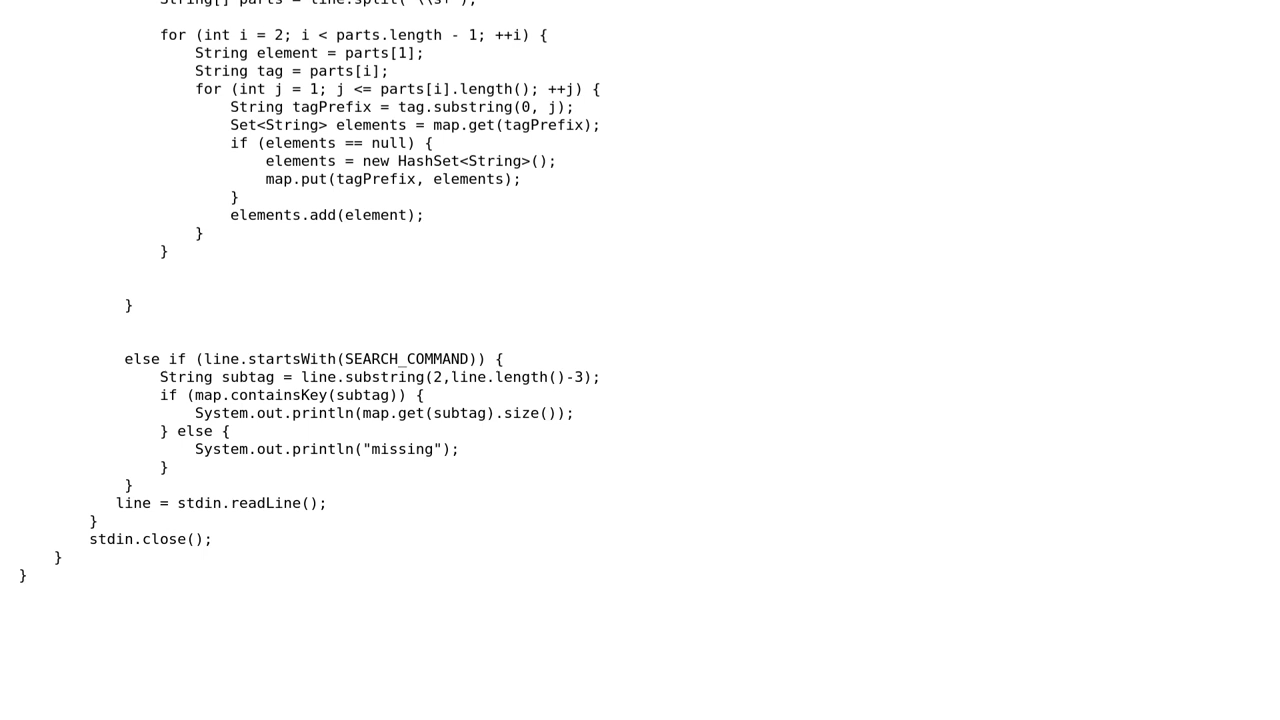 String[] parts = line.split("\\s+");
for (int i = 2; i < parts.length - 1; ++i) {
String element = parts[1];
String tag = parts[i];
for (int j = 1; j <= parts[i].length(); ++j) {
String tagPrefix = tag.substring(0, j);
Set<String> elements = map.get(tagPrefix);
if (elements == null) {
elements = new HashSet<String>();
map.put(tagPrefix, elements);
}
elements.add(element);
}
}
}
else if (line.startsWith(SEARCH_COMMAND)) {
String subtag = line.substring(2,line.length()-3);
if (map.containsKey(subtag)) {
System.out.println(map.get(subtag).size());
} else {
System.out.println("missing");
}
}
line = stdin.readLine();
}
stdin.close();
}
}